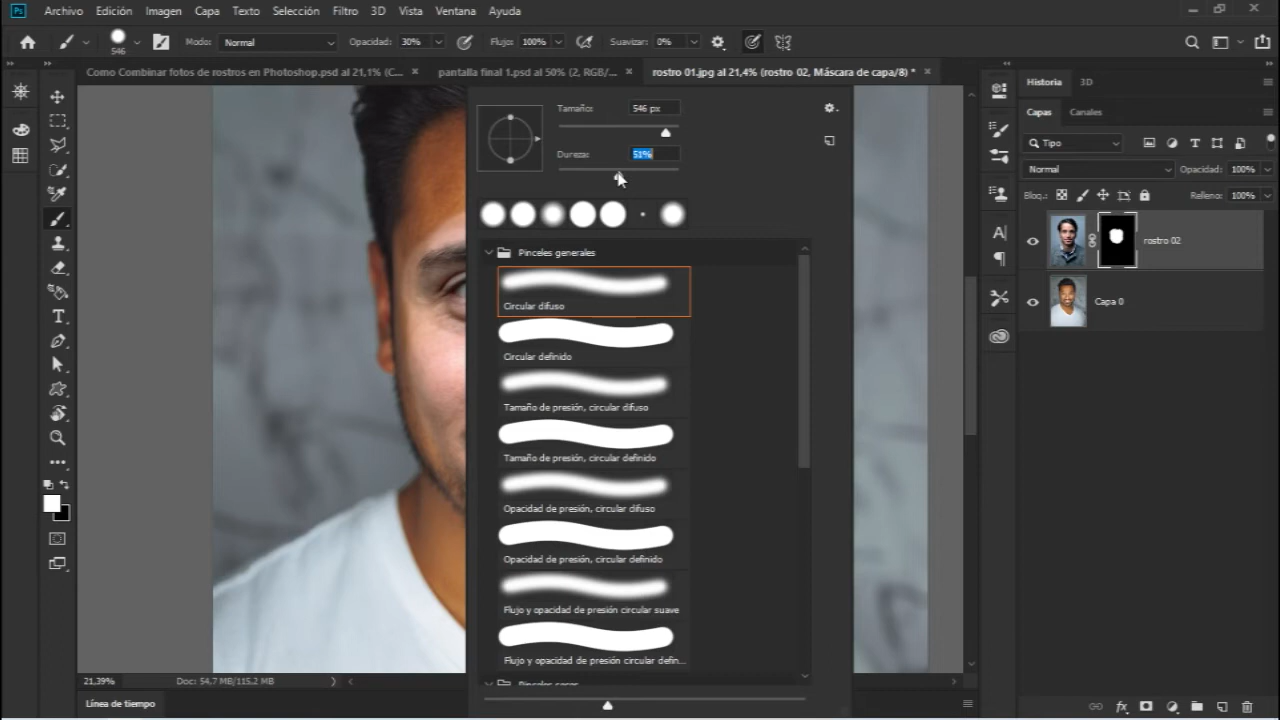 Ps Archivo Edición Imagen Capa Texto Selección Filtro 3D Vista Ventana Ayuda
546 Modo: Normal Opacidad: 30% Flujo: 100% Suavizar: 0%
Como Combinar fotos de rostros en Photoshop.psd al 21,1% (C... × pantalla final 1.psd al 50% (2, RGB/... × rostro 01.jpg al 21,4% (rostro 02, Máscara de capa/8) * ×
Tamaño: 546 px
Dureza: 51%
Pinceles generales
Circular difuso
Circular definido
Tamaño de presión, circular difuso
Tamaño de presión, circular definido
Opacidad de presión, circular difuso
Opacidad de presión, circular definido
Flujo y opacidad de presión circular suave
Flujo y opacidad de presión circular defin...
Pinceles secos
Historia 3D
Capas Canales
Tipo
Normal Opacidad: 100%
Bloq.: Relleno: 100%
rostro 02
Capa 0
21,39% Doc: 54,7 MB/115,2 MB
Línea de tiempo